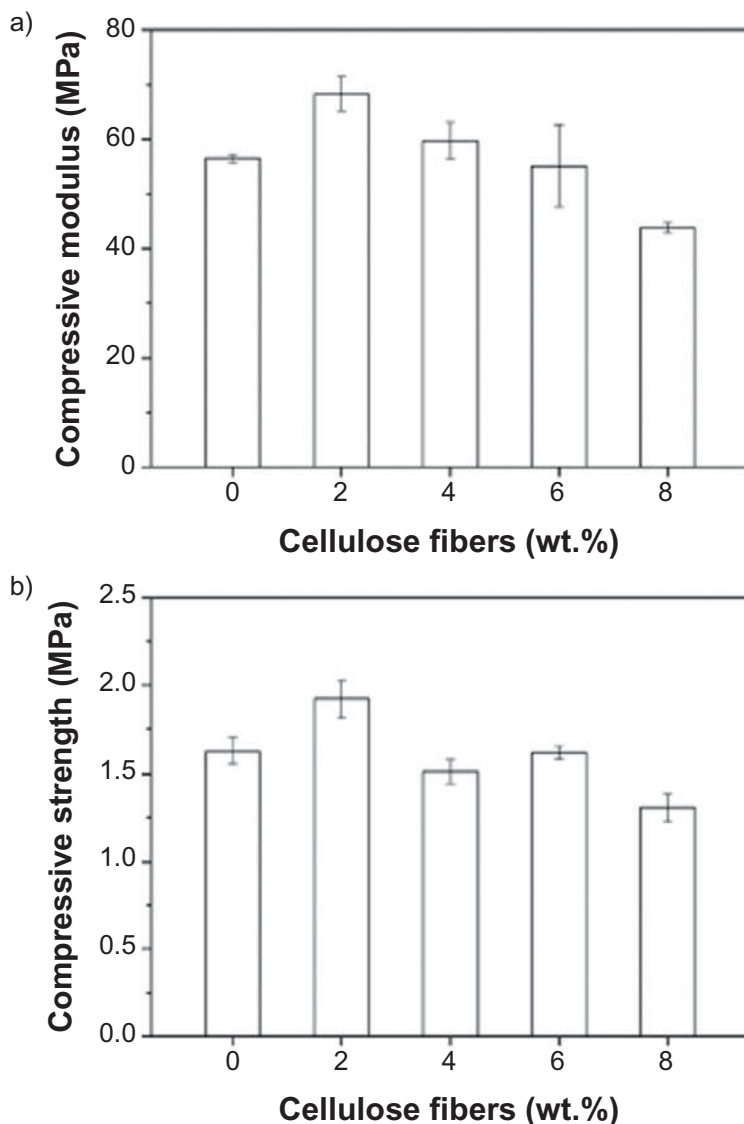 a)
Compressive modulus (MPa)
80
60
40
20
0
0 2 4 6 8
Cellulose fibers (wt.%)
b)
Compressive strength (MPa)
2.5
2.0
1.5
1.0
0.5
0.0
0 2 4 6 8
Cellulose fibers (wt.%)